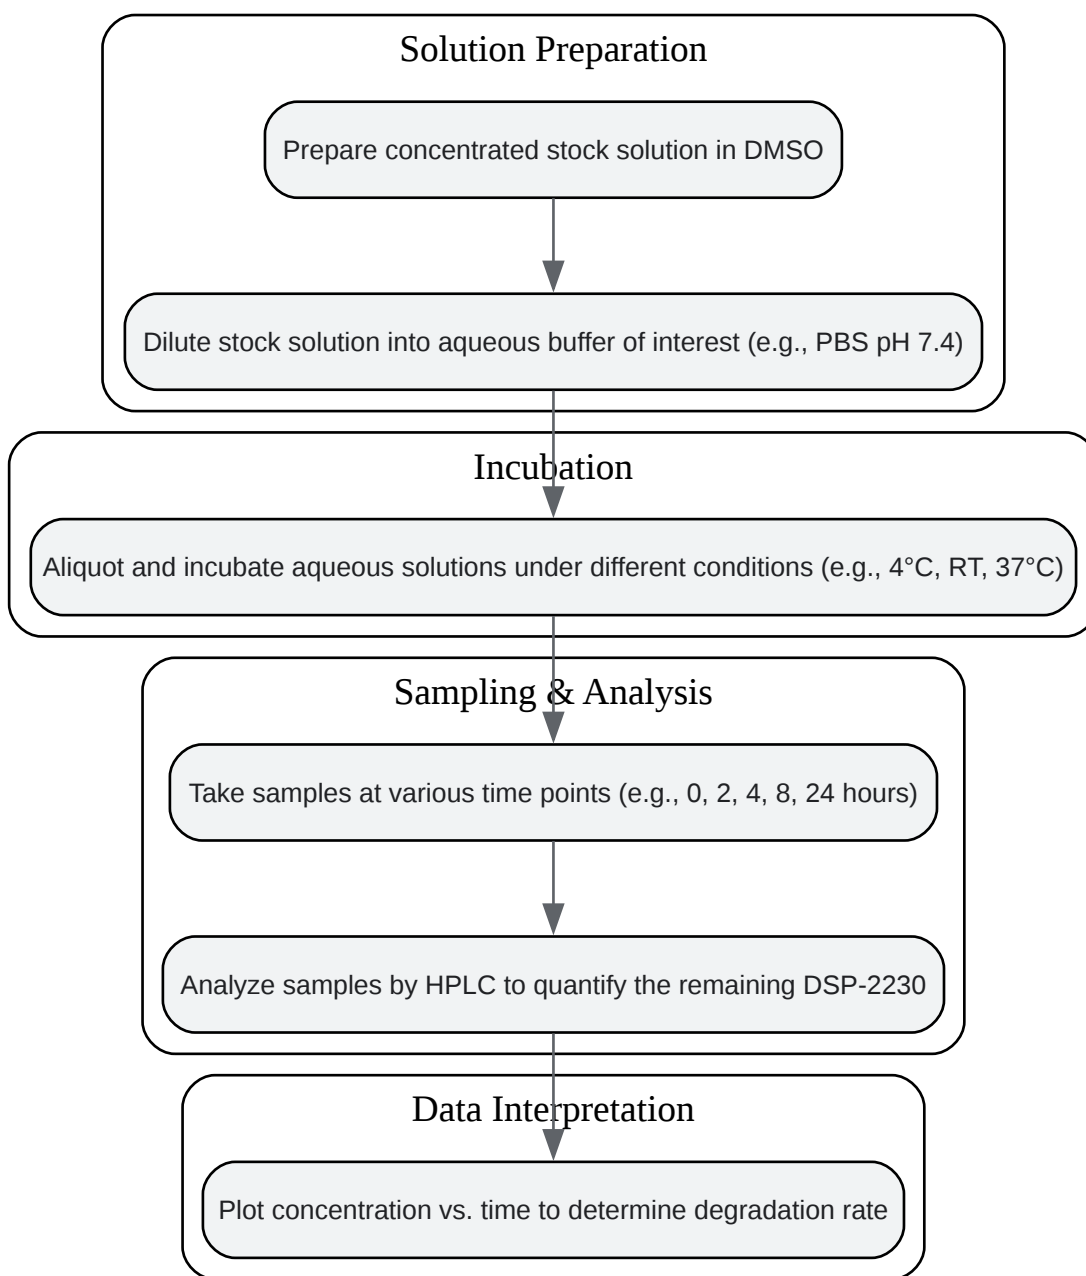 Solution Preparation
Prepare concentrated stock solution in DMSO
Dilute stock solution into aqueous buffer of interest (e.g., PBS pH 7.4)
Incubation
Aliquot and incubate aqueous solutions under different conditions (e.g., 4°C, RT, 37°C)
Sampling & Analysis
Take samples at various time points (e.g., 0, 2, 4, 8, 24 hours)
Analyze samples by HPLC to quantify the remaining DSP-2230
Data Interpretation
Plot concentration vs. time to determine degradation rate